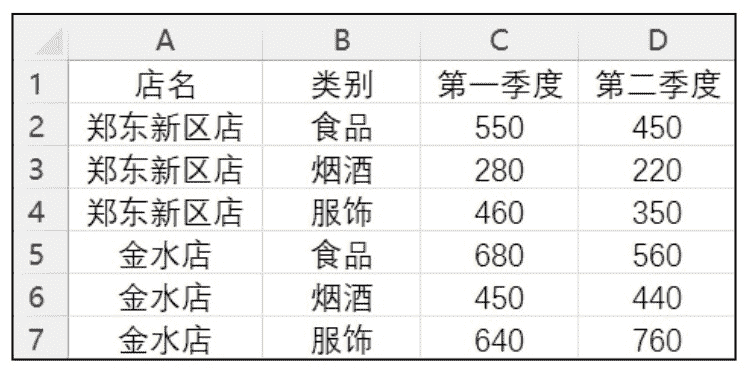 A B C D
1 店名 类别 第一季度 第二季度
2 郑东新区店 食品 550 450
3 郑东新区店 烟酒 280 220
4 郑东新区店 服饰 460 350
5 金水店 食品 680 560
6 金水店 烟酒 450 440
7 金水店 服饰 640 760